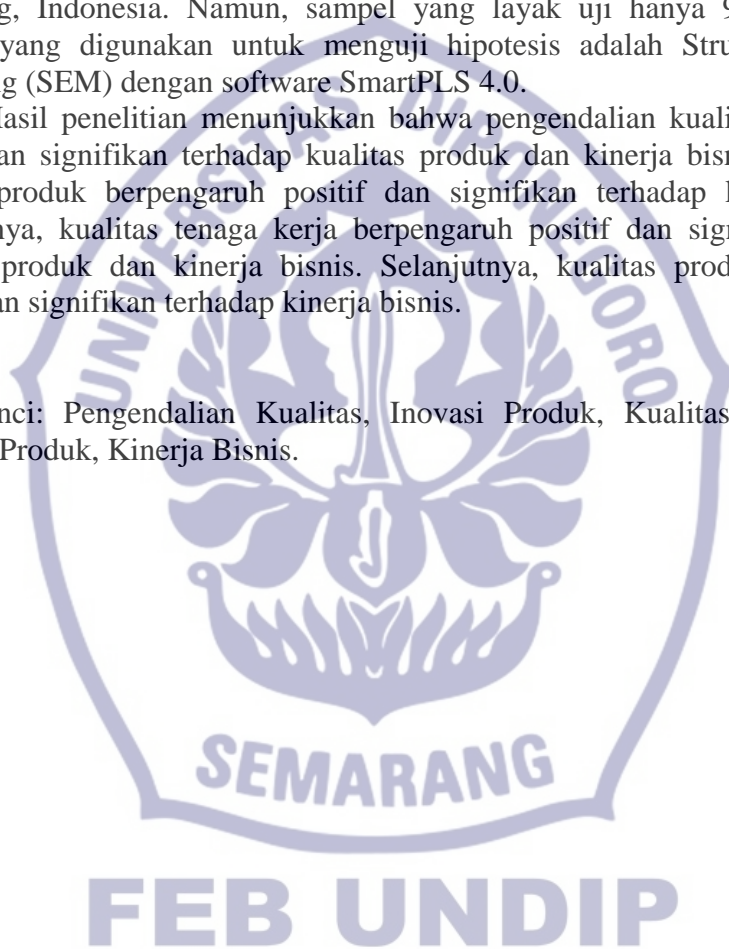 g, Indonesia. Namun, sampel yang layak uji hanya 9
yang digunakan untuk menguji hipotesis adalah Stru
g (SEM) dengan software SmartPLS 4.0.
asil penelitian menunjukkan bahwa pengendalian kuali
an signifikan terhadap kualitas produk dan kinerja bisn
produk berpengaruh positif dan signifikan terhadap
nya, kualitas tenaga kerja berpengaruh positif dan sign
produk dan kinerja bisnis. Selanjutnya, kualitas prod
an signifikan terhadap kinerja bisnis.
nci: Pengendalian Kualitas, Inovasi Produk, Kualitas
Produk, Kinerja Bisnis.
UNIVERSITAS DIPONEGORO
SEMARANG
FEB UNDIP